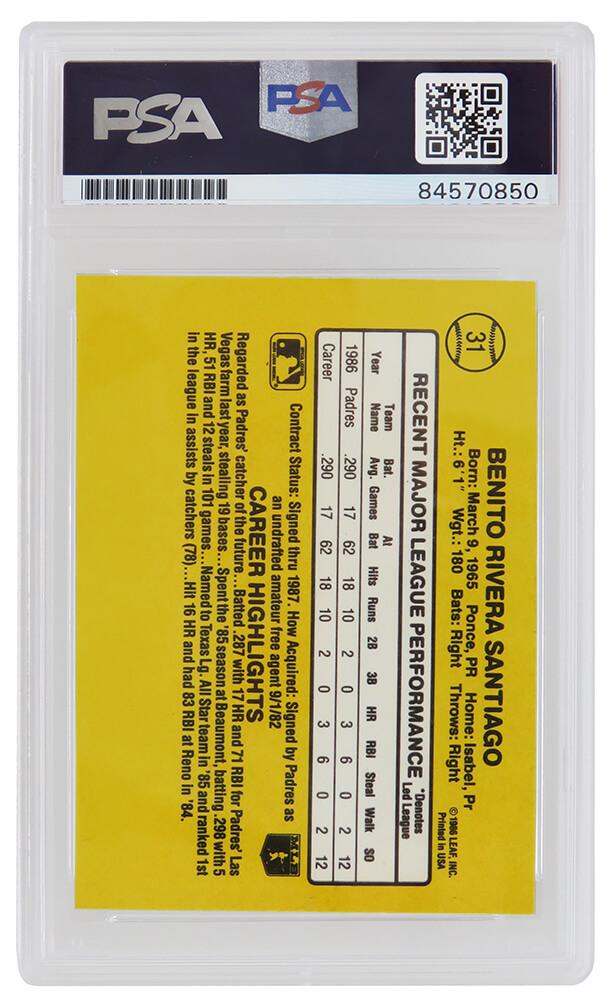 PSA
PSA
84570850
31
BENITO RIVERA SANTIAGO
Born: March 9, 1965 Ponce, PR Home: Isabel, Pr
Ht.: 6'1" Wgt.: 180 Bats: Right Throws: Right
© 1986 LEAF, INC.
Printed in USA
RECENT MAJOR LEAGUE PERFORMANCE *Denotes
Led League
Year Team Name Bat. Avg. Games At Bat Hits Runs 2B 3B HR RBI Steal Walk SO
1986 Padres .290 17 62 18 10 2 0 3 6 0 2 12
Career .290 17 62 18 10 2 0 3 6 0 2 12
Contract Status: Signed thru 1987. How Acquired: Signed by Padres as
an undrafted amateur free agent 9/1/82
MLB
CAREER HIGHLIGHTS
Regarded as Padres' catcher of the future...Batted .287 with 17 HR and 71 RBI for Padres' Las
Vegas farm last year, stealing 19 bases...Spent the '85 season at Beaumont, batting .298 with 5
HR, 51 RBI and 12 steals in 101 games...Named to Texas Lg. All Star team in '85 and ranked 1st
in the league in assists by catchers (78)...Hit 16 HR and had 83 RBI at Reno in '84.